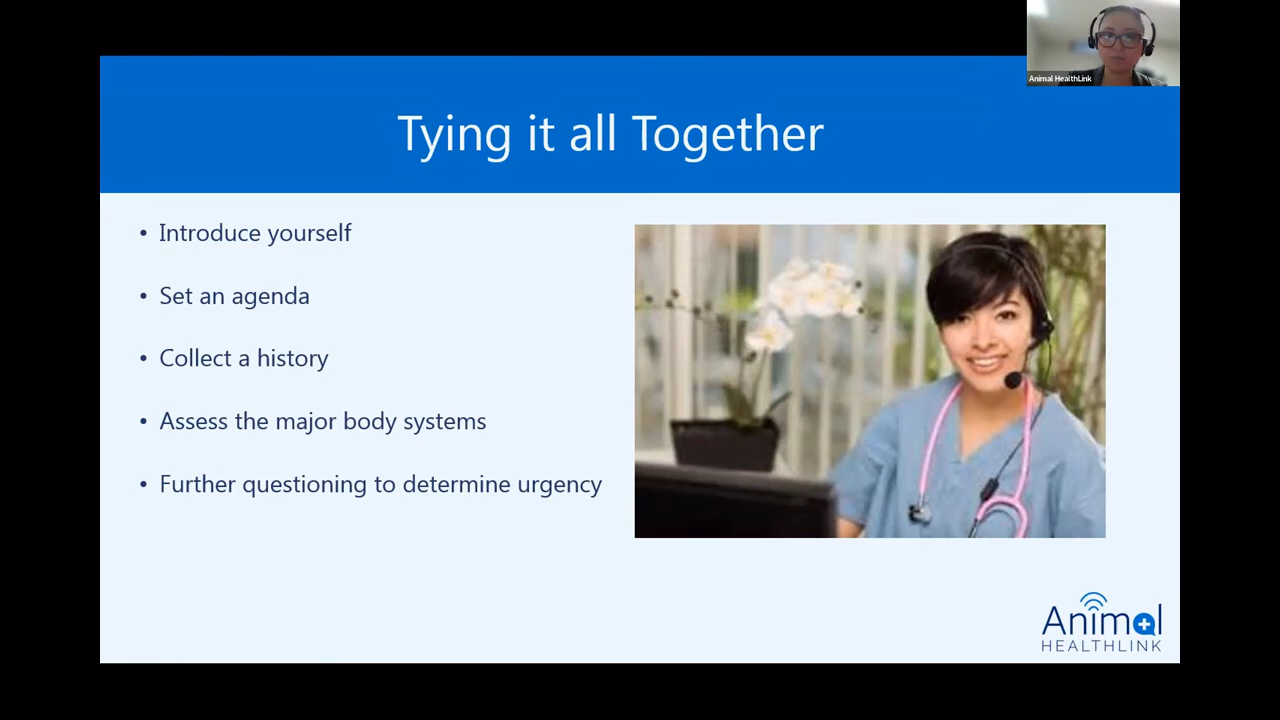 Animal HealthLink
Tying it all Together
• Introduce yourself
• Set an agenda
• Collect a history
• Assess the major body systems
• Further questioning to determine urgency
Animal
HEALTHLINK